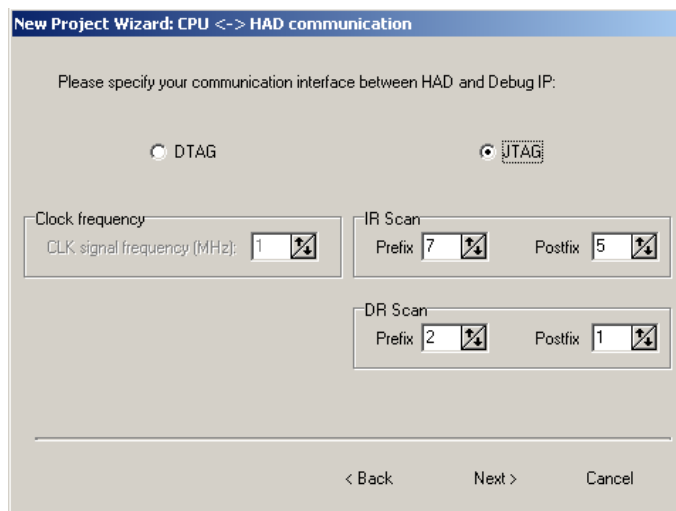 New Project Wizard: CPU <-> HAD communication
Please specify your communication interface between HAD and Debug IP:
DTAG JTAG
Clock frequency
CLK signal frequency (MHz): 1
IR Scan
Prefix 7 Postfix 5
DR Scan
Prefix 2 Postfix 1
< Back Next > Cancel